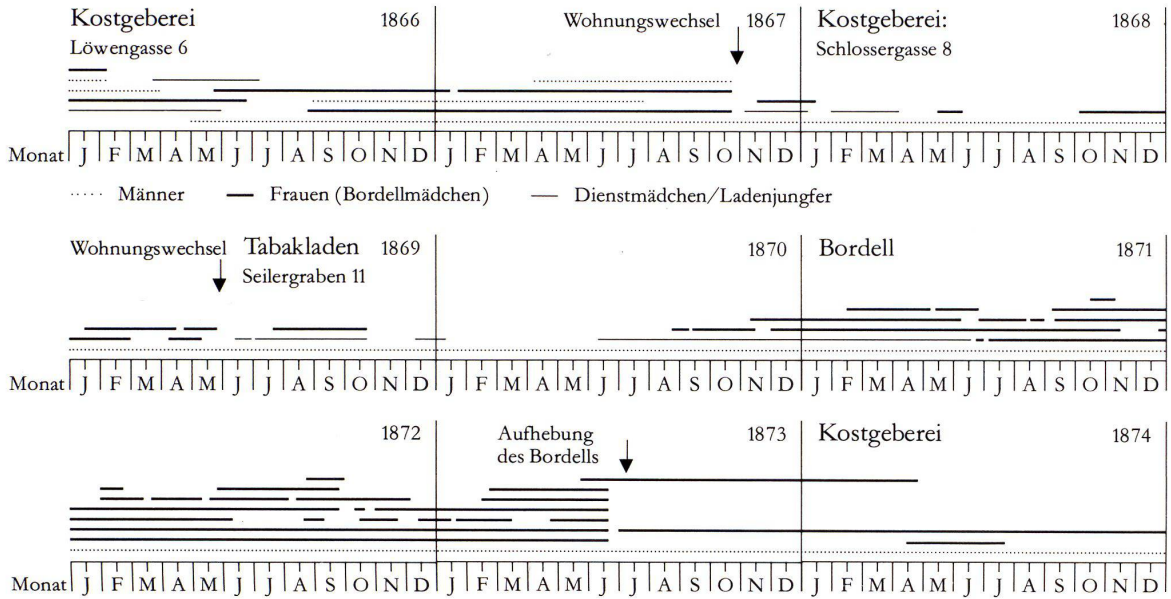 Kostgeberei 1866 Wohnungswechsel 1867 Kostgeberei: 1868
Löwengasse 6 Schlossergasse 8
Monat J F M A M J J A S O N D J F M A M J J A S O N D J F M A M J J A S O N D
Männer Frauen (Bordellmädchen) Dienstmädchen/Ladenjungfer
Wohnungswechsel Tabakladen 1869 1870 Bordell 1871
Seilergraben 11
Monat J F M A M J J A S O N D J F M A M J J A S O N D J F M A M J J A S O N D
1872 Aufhebung 1873 Kostgeberei 1874
des Bordells
Monat J F M A M J J A S O N D J F M A M J J A S O N D J F M A M J J A S O N D